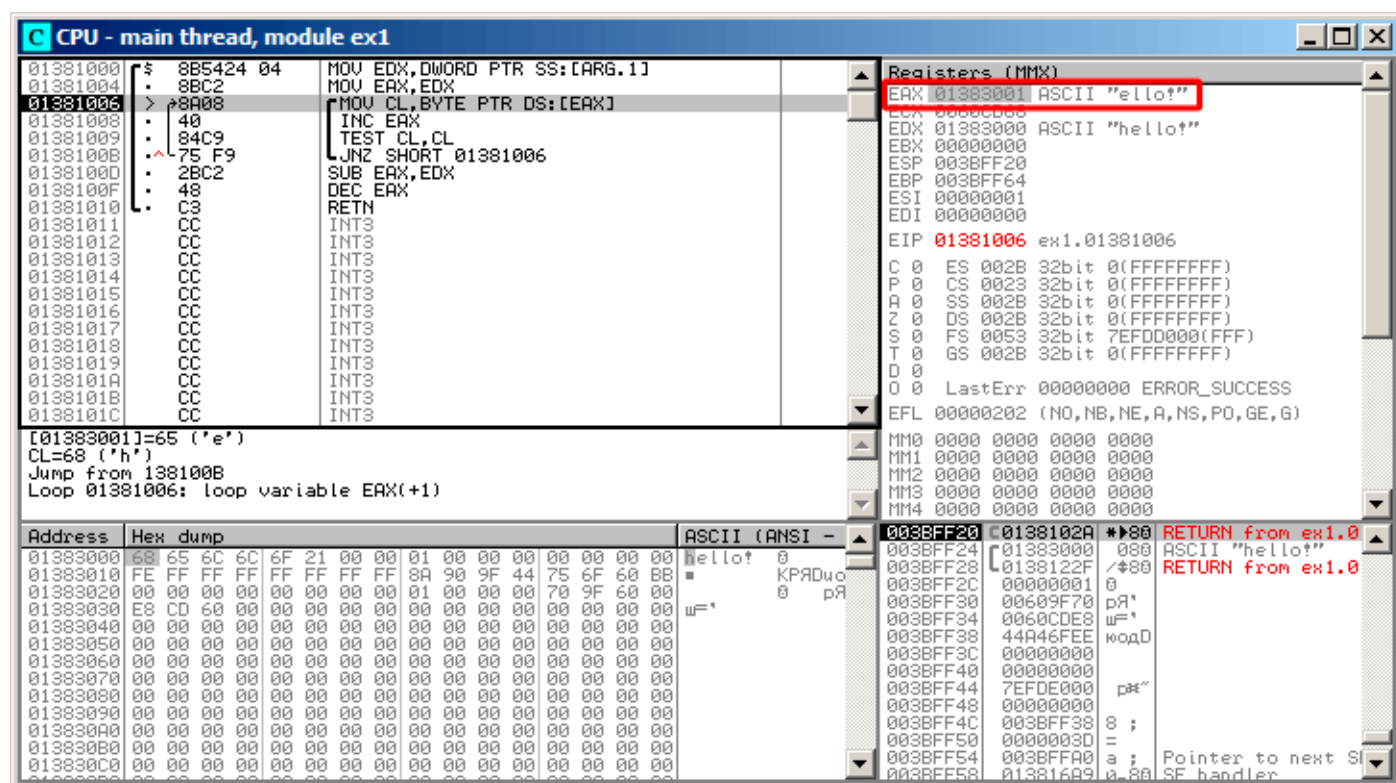 CPU - main thread, module ex1
01381000 $ 8B5424 04 MOV EDX,DWORD PTR SS:[ARG.1]
01381004 · 8BC2 MOV EAX,EDX
01381006 > 8A08 MOV CL,BYTE PTR DS:[EAX]
01381008 · 40 INC EAX
01381009 · 84C9 TEST CL,CL
0138100B ·^ 75 F9 JNZ SHORT 01381006
0138100D · 2BC2 SUB EAX,EDX
0138100F · 48 DEC EAX
01381010 · C3 RETN
01381011 CC INT3
01381012 CC INT3
01381013 CC INT3
01381014 CC INT3
01381015 CC INT3
01381016 CC INT3
01381017 CC INT3
01381018 CC INT3
01381019 CC INT3
0138101A CC INT3
0138101B CC INT3
0138101C CC INT3
[01383001]=65 ('e')
CL=68 ('h')
Jump from 138100B
Loop 01381006: loop variable EAX(+1)
Registers (MMX)
EAX 01383001 ASCII "ello!"
ECX 0060CD68
EDX 01383000 ASCII "hello!"
EBX 00000000
ESP 003BFF20
EBP 003BFF64
ESI 00000001
EDI 00000000
EIP 01381006 ex1.01381006
C 0 ES 002B 32bit 0(FFFFFFFF)
P 0 CS 0023 32bit 0(FFFFFFFF)
A 0 SS 002B 32bit 0(FFFFFFFF)
Z 0 DS 002B 32bit 0(FFFFFFFF)
S 0 FS 0053 32bit 7EFDD000(FFF)
T 0 GS 002B 32bit 0(FFFFFFFF)
D 0
O 0 LastErr 00000000 ERROR_SUCCESS
EFL 00000202 (NO,NB,NE,A,NS,PO,GE,G)
MM0 0000 0000 0000 0000
MM1 0000 0000 0000 0000
MM2 0000 0000 0000 0000
MM3 0000 0000 0000 0000
MM4 0000 0000 0000 0000
Address Hex dump ASCII (ANSI -
01383000 68 65 6C 6C 6F 21 00 00 01 00 00 00 00 00 00 00 hello! 0
01383010 FE FF FF FF FF FF FF FF 8A 90 9F 44 75 6F 60 BB ■ КРЯDuo
01383020 00 00 00 00 00 00 00 00 01 00 00 00 70 9F 60 00 0 pЯ
01383030 E8 CD 60 00 00 00 00 00 00 00 00 00 00 00 00 00 ш='
01383040 00 00 00 00 00 00 00 00 00 00 00 00 00 00 00 00
01383050 00 00 00 00 00 00 00 00 00 00 00 00 00 00 00 00
01383060 00 00 00 00 00 00 00 00 00 00 00 00 00 00 00 00
01383070 00 00 00 00 00 00 00 00 00 00 00 00 00 00 00 00
01383080 00 00 00 00 00 00 00 00 00 00 00 00 00 00 00 00
01383090 00 00 00 00 00 00 00 00 00 00 00 00 00 00 00 00
013830A0 00 00 00 00 00 00 00 00 00 00 00 00 00 00 00 00
013830B0 00 00 00 00 00 00 00 00 00 00 00 00 00 00 00 00
013830C0 00 00 00 00 00 00 00 00 00 00 00 00 00 00 00 00
003BFF20 0138102A *►80 RETURN from ex1.0
003BFF24 01383000 080 ASCII "hello!"
003BFF28 0138122F /‡80 RETURN from ex1.0
003BFF2C 00000001 0
003BFF30 00609F70 pЯ'
003BFF34 0060CDE8 ш='
003BFF38 44A46FEE юодD
003BFF3C 00000000
003BFF40 00000000
003BFF44 7EFDE000
003BFF48 00000000
003BFF4C 003BFF38 8 ;
003BFF50 0000003D =
003BFF54 003BFFA0 a ; Pointer to next S
003BFF58 013816A9 SE handler